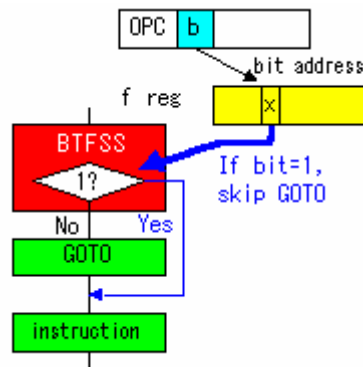 OPC b
bit address
f reg
x
BTFSS
1?
If bit=1,
skip GOTO
No Yes
GOTO
instruction